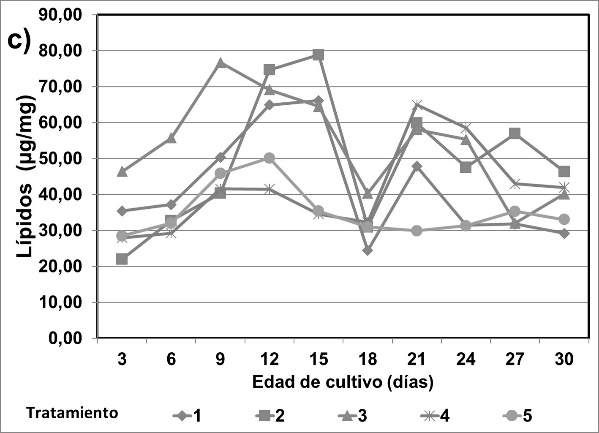 c)
Lípidos (µg/mg)
90,00
80,00
70,00
60,00
50,00
40,00
30,00
20,00
10,00
0,00
3 6 9 12 15 18 21 24 27 30
Edad de cultivo (días)
Tratamiento 1 2 3 4 5